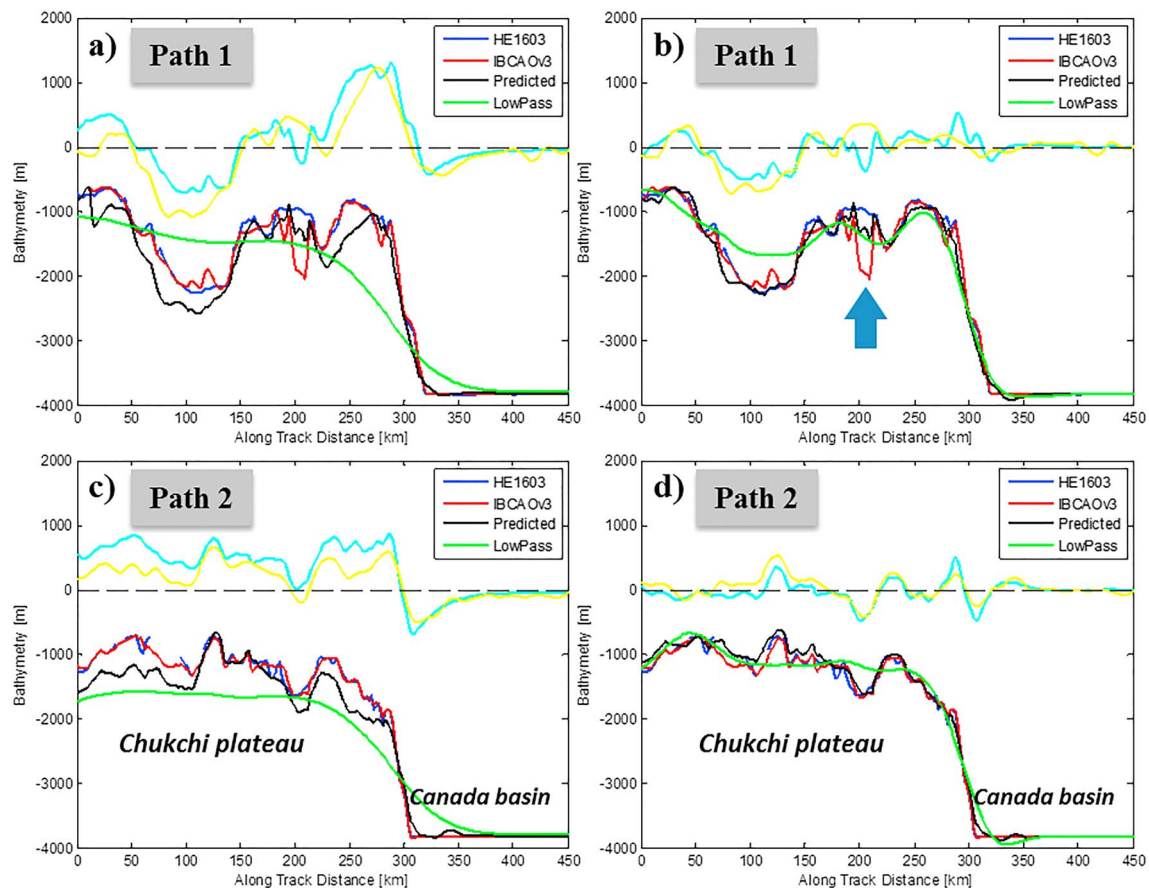 a)
Path 1
HE1603
IBCAOv3
Predicted
LowPass
2000
1000
0
-1000
-2000
-3000
-4000
Bathymetry [m]
0 50 100 150 200 250 300 350 400 450
Along Track Distance [km]
b)
Path 1
HE1603
IBCAOv3
Predicted
LowPass
2000
1000
0
-1000
-2000
-3000
-4000
Bathymetry [m]
0 50 100 150 200 250 300 350 400 450
Along Track Distance [km]
c)
Path 2
HE1603
IBCAOv3
Predicted
LowPass
2000
1000
0
-1000
-2000
-3000
-4000
Bathymetry [m]
Chukchi plateau
Canada basin
0 50 100 150 200 250 300 350 400 450
Along Track Distance [km]
d)
Path 2
HE1603
IBCAOv3
Predicted
LowPass
2000
1000
0
-1000
-2000
-3000
-4000
Bathymetry [m]
Chukchi plateau
Canada basin
0 50 100 150 200 250 300 350 400 450
Along Track Distance [km]